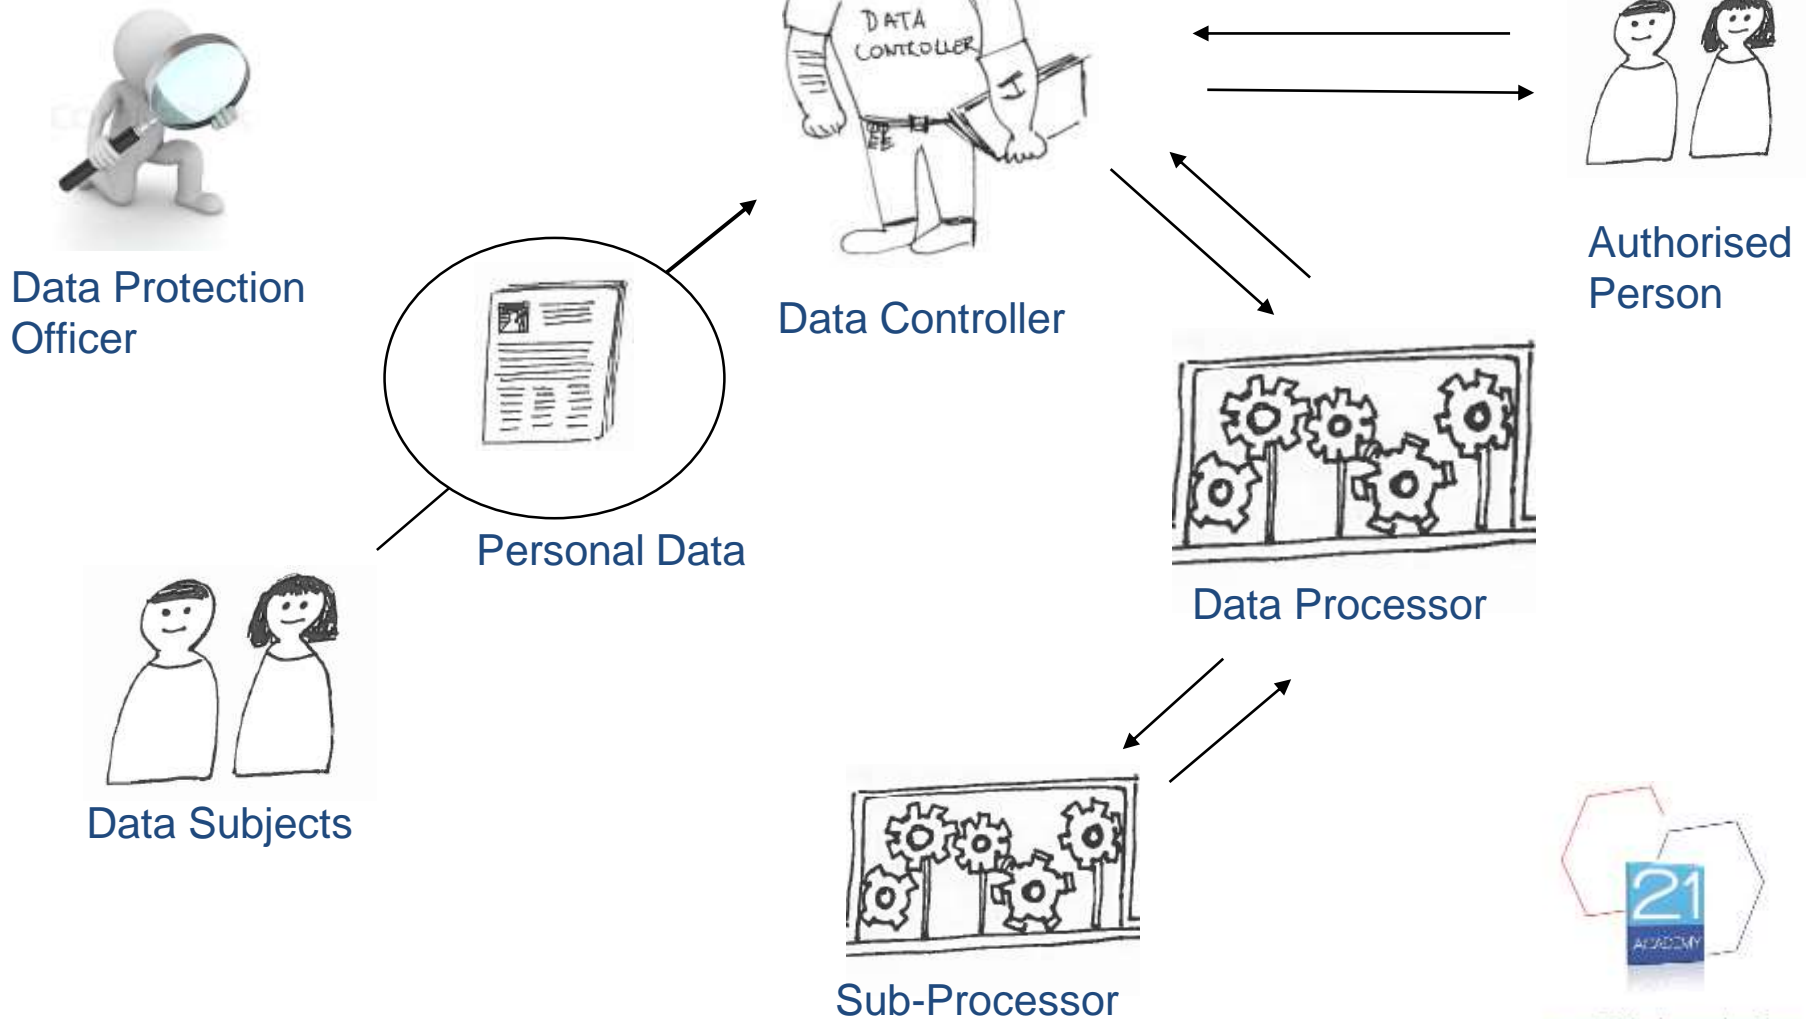 DATA
CONTROLLER
Data Protection
Officer
Data Controller
Authorised
Person
Personal Data
Data Processor
Data Subjects
Sub-Processor
21
ACADEMY